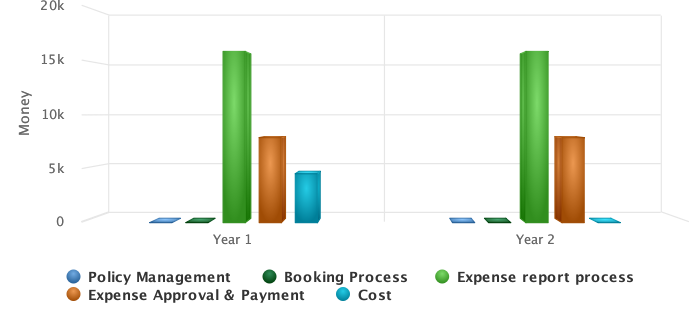 20k
15k
10k
5k
0
Money
Year 1
Year 2
Policy Management
Booking Process
Expense report process
Expense Approval & Payment
Cost